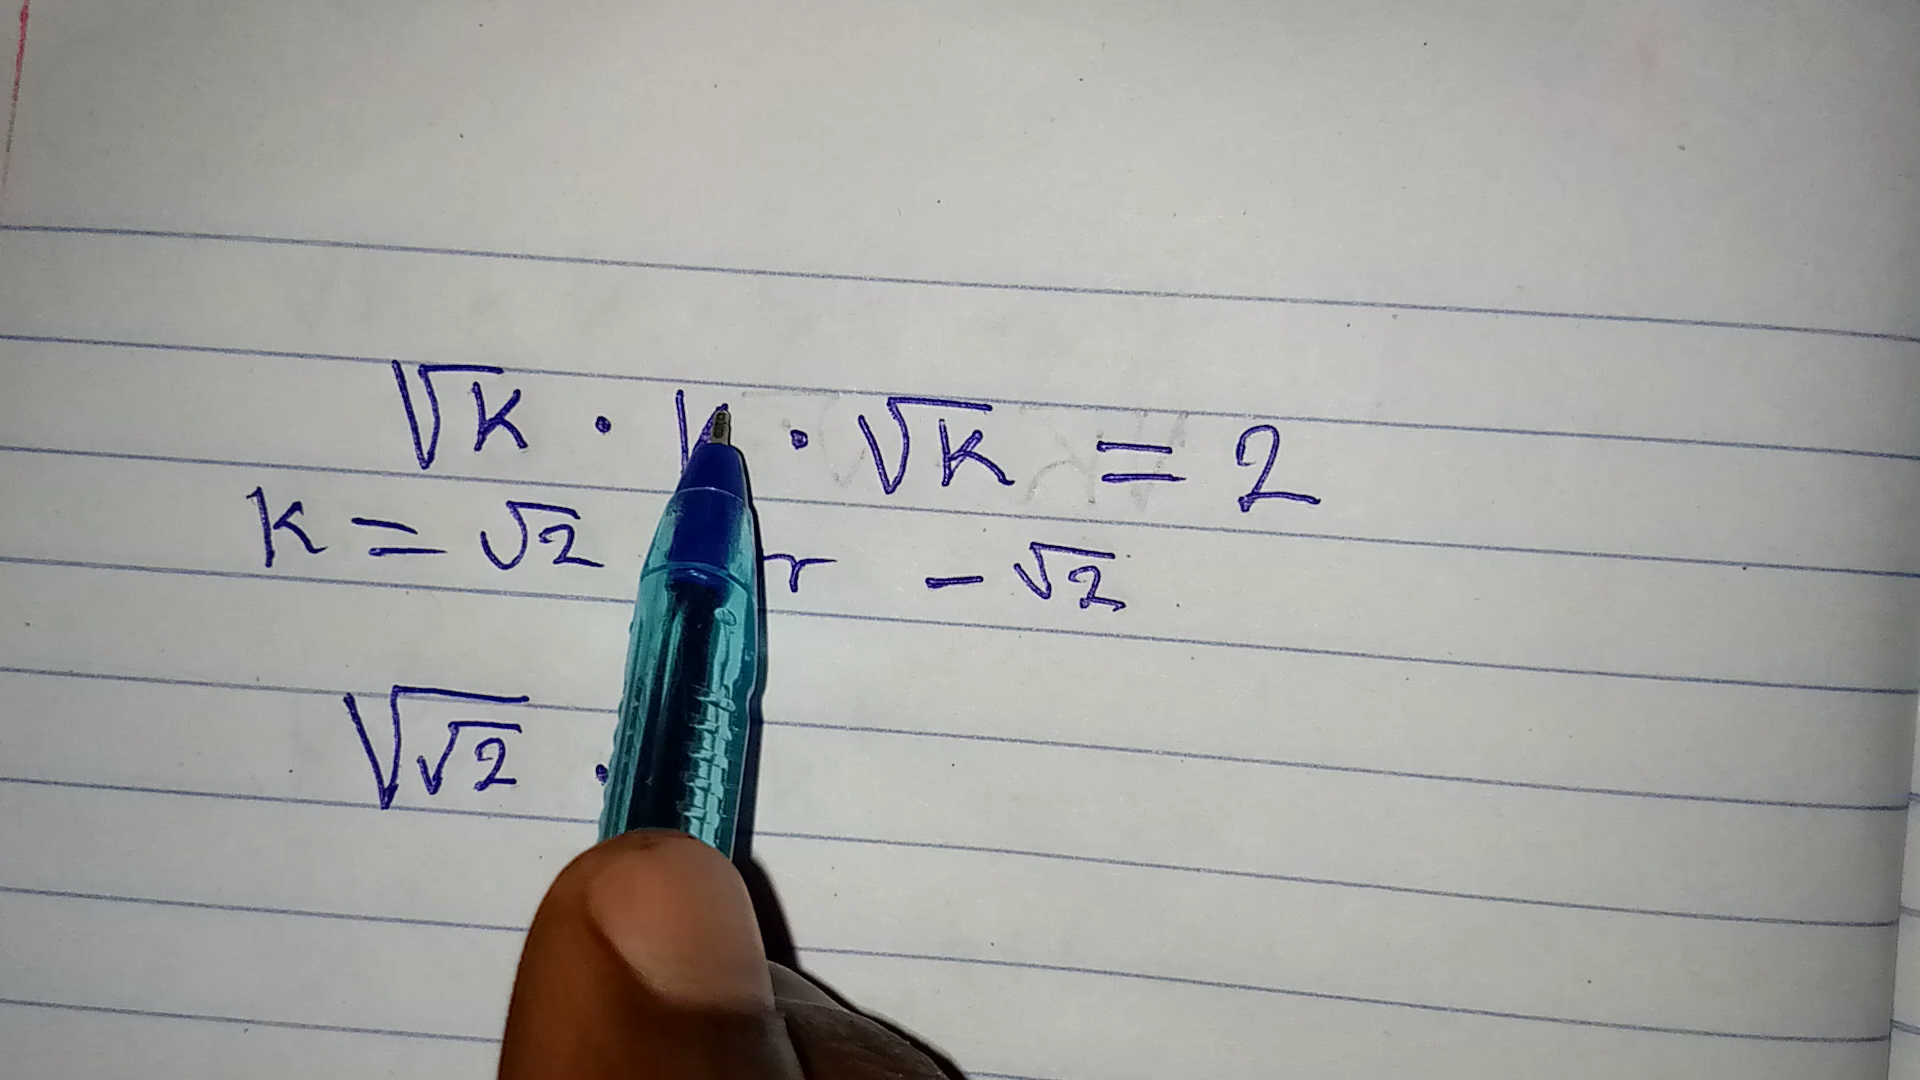 √K · K · √K = 2
K = √2 r - √2
√√2 .